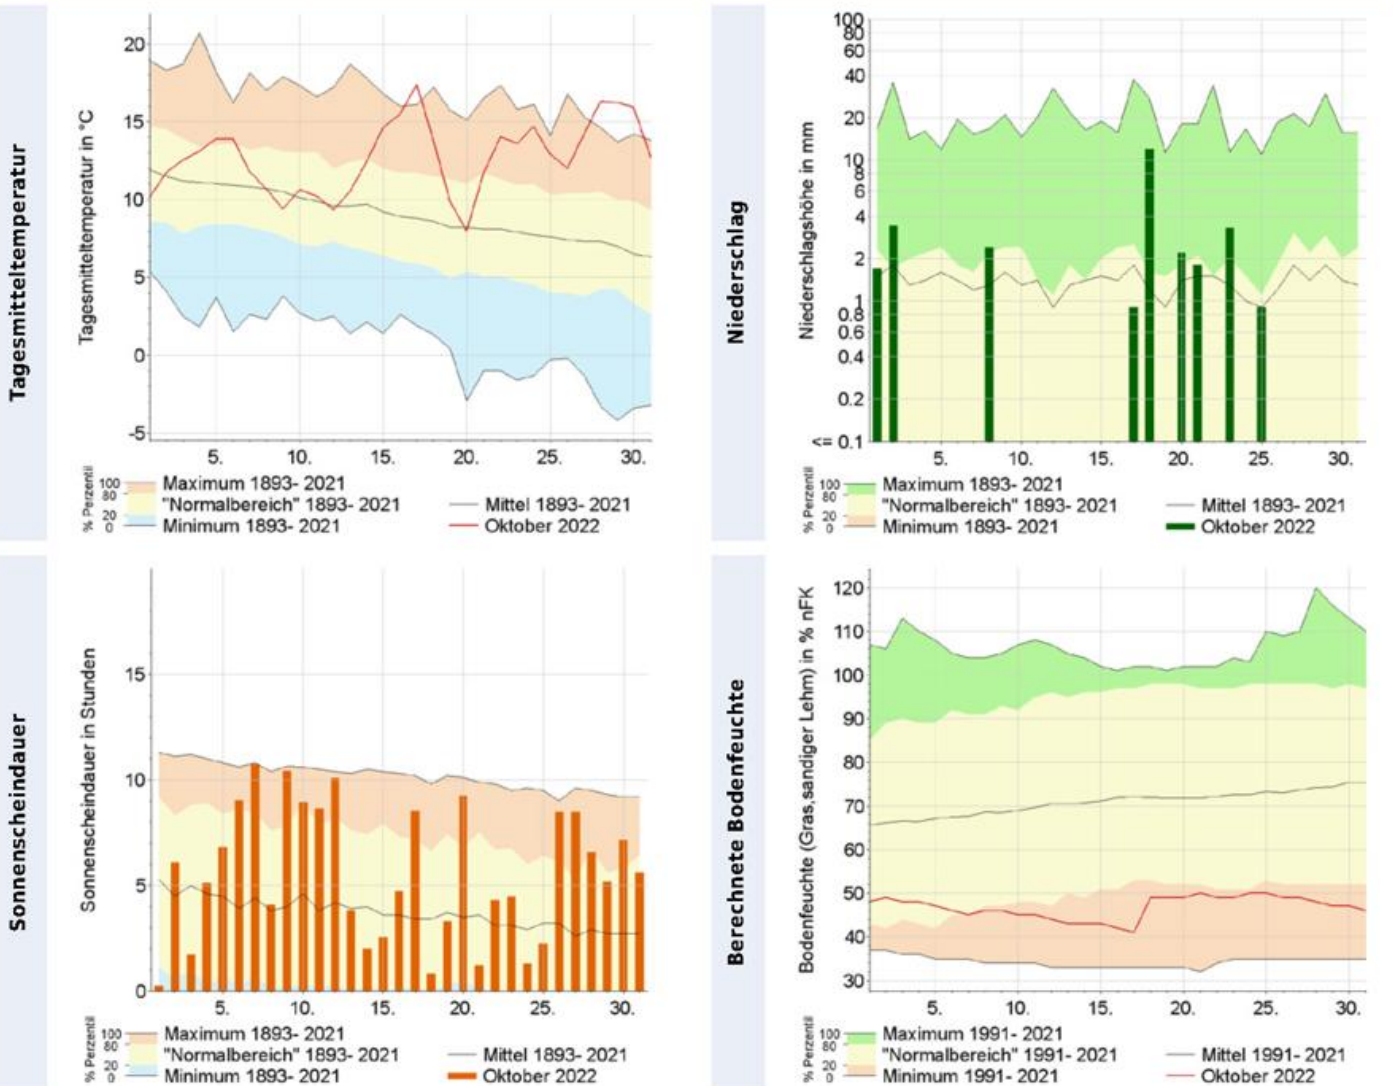 Tagesmitteltemperatur
Tagesmitteltemperatur in °C
20
15
10
5
0
-5
5. 10. 15. 20. 25. 30.
% Perzentil
100
80
20
0
Maximum 1893- 2021
"Normalbereich" 1893- 2021
Minimum 1893- 2021
Mittel 1893- 2021
Oktober 2022
Niederschlag
Niederschlagshöhe in mm
100
80
60
40
20
10
8
6
4
2
1
0.8
0.6
0.4
0.2
<= 0.1
5. 10. 15. 20. 25. 30.
% Perzentil
100
80
20
0
Maximum 1893- 2021
"Normalbereich" 1893- 2021
Minimum 1893- 2021
Mittel 1893- 2021
Oktober 2022
Sonnenscheindauer
Sonnenscheindauer in Stunden
15
10
5
0
5. 10. 15. 20. 25. 30.
% Perzentil
100
80
20
0
Maximum 1893- 2021
"Normalbereich" 1893- 2021
Minimum 1893- 2021
Mittel 1893- 2021
Oktober 2022
Berechnete Bodenfeuchte
Bodenfeuchte (Gras,sandiger Lehm) in % nFK
120
110
100
90
80
70
60
50
40
30
5. 10. 15. 20. 25. 30.
% Perzentil
100
80
20
0
Maximum 1991- 2021
"Normalbereich" 1991- 2021
Minimum 1991- 2021
Mittel 1991- 2021
Oktober 2022